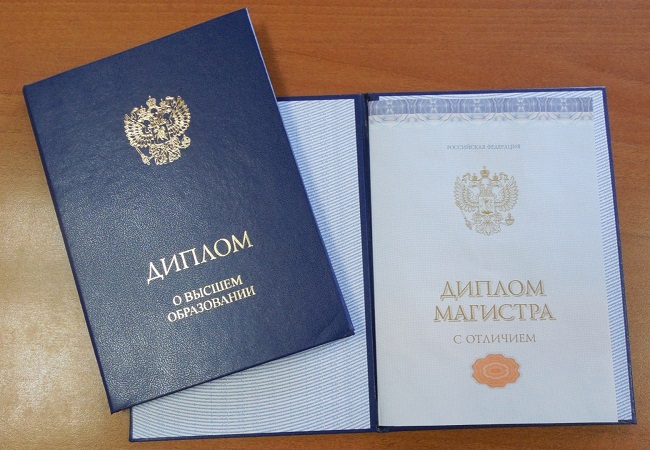 ДИПЛОМ
О ВЫСШЕМ
ОБРАЗОВАНИИ
РОССИЙСКАЯ ФЕДЕРАЦИЯ
ДИПЛОМ
МАГИСТРА
С ОТЛИЧИЕМ